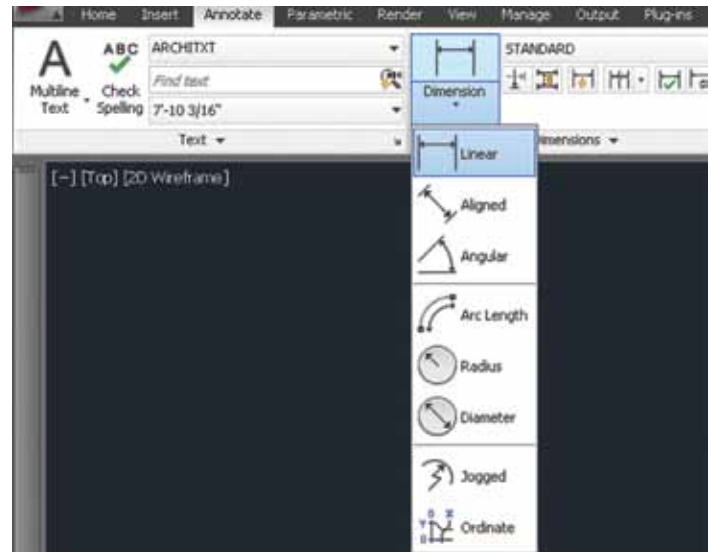 Home Insert Annotate Parametric Render View Manage Output Plug-ins
ABC ARCHITXT STANDARD
A Find text
Multiline Text Check Spelling 7'-10 3/16" Dimension
Text
[-] [Top] [2D Wireframe]
Linear
Aligned
Angular
Arc Length
Radius
Diameter
Jogged
Ordinate